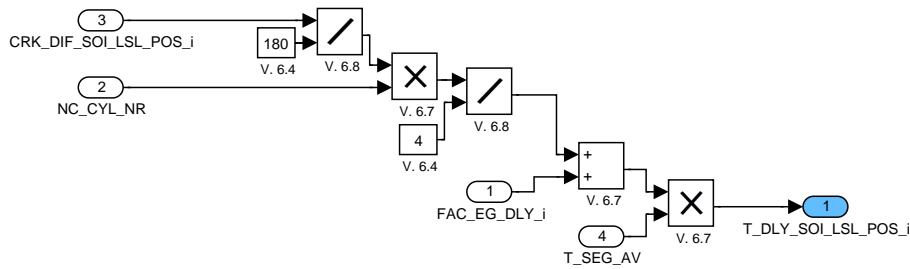 3
CRK_DIF_SOI_LSL_POS_i
180
V. 6.4
V. 6.8
2
NC_CYL_NR
V. 6.7
4
V. 6.4
V. 6.8
+
+
V. 6.7
1
FAC_EG_DLY_i
4
T_SEG_AV
V. 6.7
1
T_DLY_SOI_LSL_POS_i